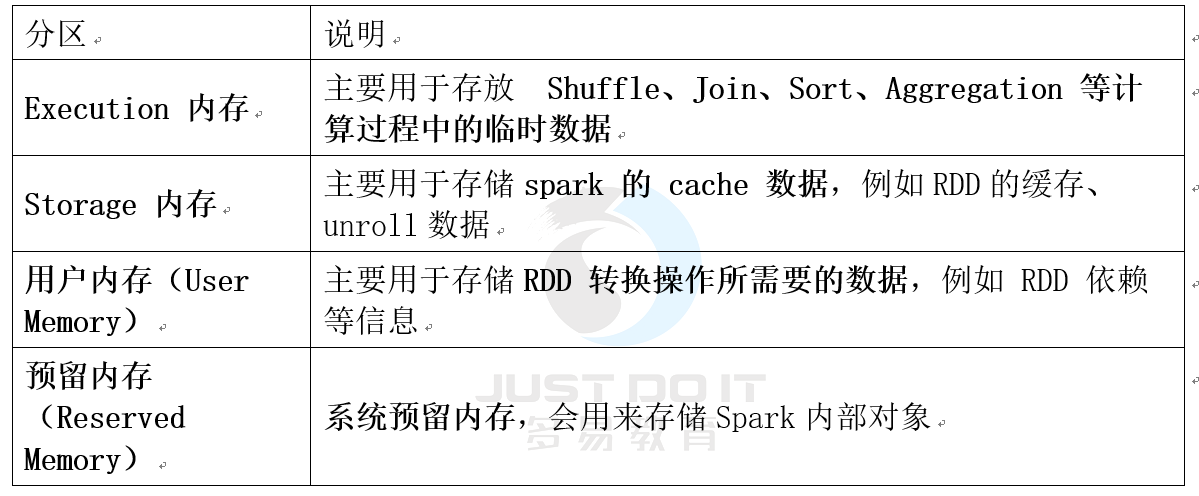 分区
说明
Execution 内存
主要用于存放 Shuffle、Join、Sort、Aggregation 等计
算过程中的临时数据
Storage 内存
主要用于存储 spark 的 cache 数据，例如 RDD 的缓存、
unroll 数据
用户内存（User
Memory）
主要用于存储 RDD 转换操作所需要的数据，例如 RDD 依赖
等信息
预留内存
（Reserved
Memory）
系统预留内存，会用来存储 Spark 内部对象
JUST DO IT
多易教育